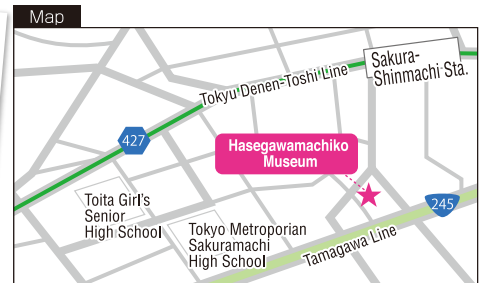 Map
Sakura-
Shinmachi Sta.
Tokyu Denen-Toshi Line
427
Hasegawamachiko
Museum
245
Toita Girl's
Senior
High School
Tokyo Metroporian
Sakuramachi
High School
Tamagawa Line